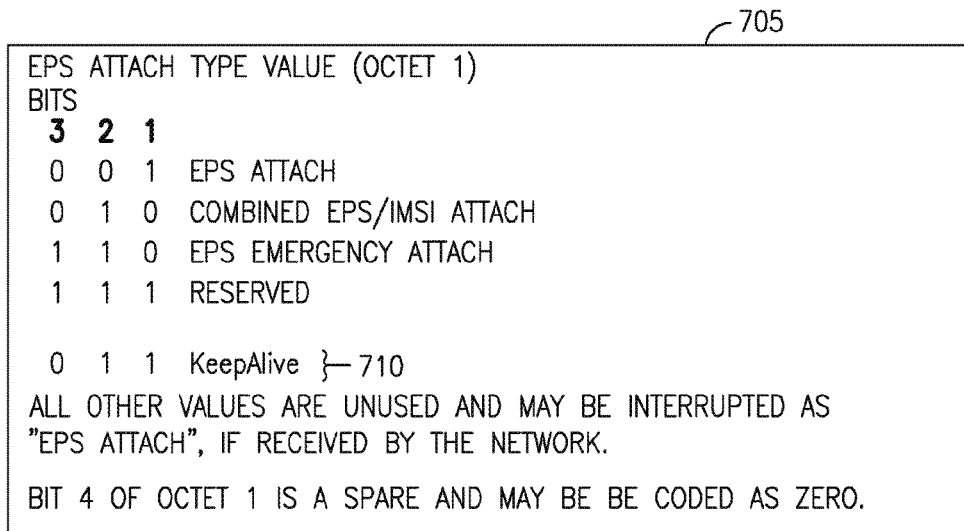 705
EPS ATTACH TYPE VALUE (OCTET 1)
BITS
3 2 1
0 0 1 EPS ATTACH
0 1 0 COMBINED EPS/IMSI ATTACH
1 1 0 EPS EMERGENCY ATTACH
1 1 1 RESERVED
0 1 1 KeepAlive }—710
ALL OTHER VALUES ARE UNUSED AND MAY BE INTERRUPTED AS
"EPS ATTACH", IF RECEIVED BY THE NETWORK.
BIT 4 OF OCTET 1 IS A SPARE AND MAY BE BE CODED AS ZERO.